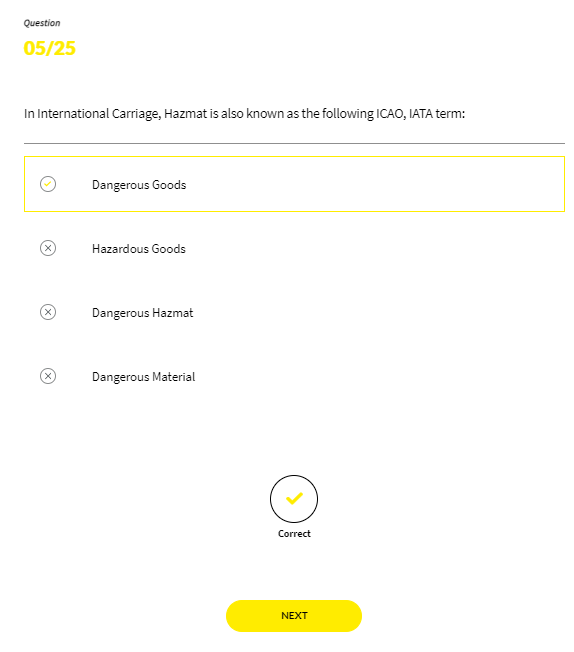 Question
05/25
In International Carriage, Hazmat is also known as the following ICAO, IATA term:
Dangerous Goods
Hazardous Goods
Dangerous Hazmat
Dangerous Material
Correct
NEXT